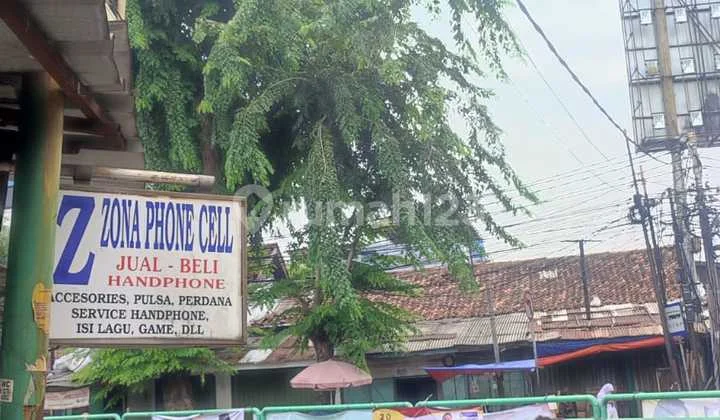 Z ZONA PHONE CELL
JUAL - BELI
HANDPHONE
ACCESORIES, PULSA, PERDANA
SERVICE HANDPHONE,
ISI LAGU, GAME, DLL
rumah123